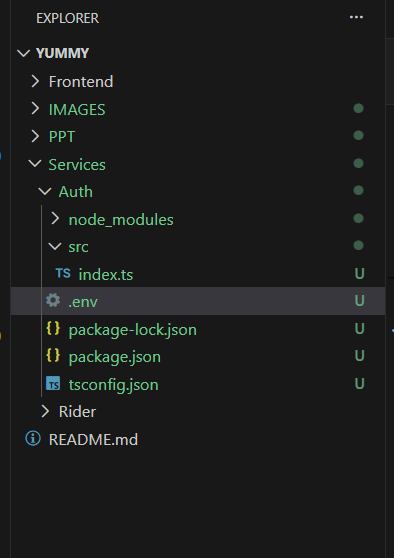 EXPLORER ...
YUMMY
Frontend
IMAGES
PPT
Services
Auth
node_modules
src
TS index.ts U
.env U
{} package-lock.json U
{} package.json U
TS tsconfig.json U
Rider
README.md